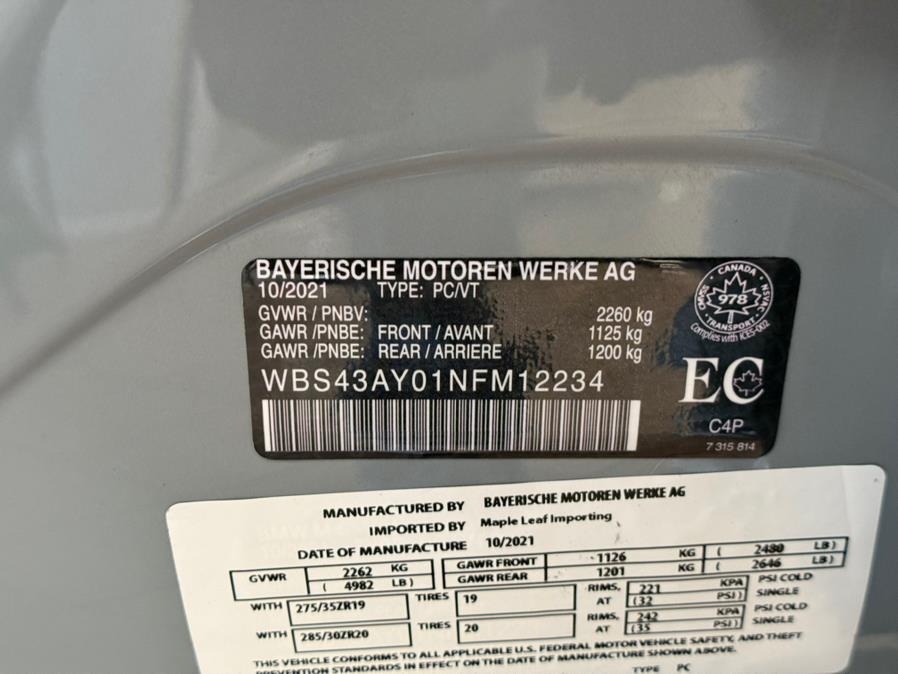 BAYERISCHE MOTOREN WERKE AG
10/2021 TYPE: PC/VT
GVWR / PNBV: 2260 kg
GAWR /PNBE: FRONT / AVANT 1125 kg
GAWR /PNBE: REAR / ARRIERE 1200 kg
WBS43AY01NFM12234
CANADA
CMVSS NSVAC
978
TRANSPORT
Complies with ICES-002
EC
C4P
7 315 814
MANUFACTURED BY BAYERISCHE MOTOREN WERKE AG
IMPORTED BY Maple Leaf Importing
DATE OF MANUFACTURE 10/2021
GVWR 2262 KG ( 4982 LB )
GAWR FRONT 1126 KG ( 2480 LB )
GAWR REAR 1201 KG ( 2646 LB )
WITH 275/35ZR19 TIRES 19 RIMS, AT 221 KPA (32 PSI ) PSI COLD SINGLE
WITH 285/30ZR20 TIRES 20 RIMS, AT 242 KPA (35 PSI ) PSI COLD SINGLE
THIS VEHICLE CONFORMS TO ALL APPLICABLE U.S. FEDERAL MOTOR VEHICLE SAFETY, AND THEFT
PREVENTION STANDARDS IN EFFECT ON THE DATE OF MANUFACTURE SHOWN ABOVE.
TYPE PC